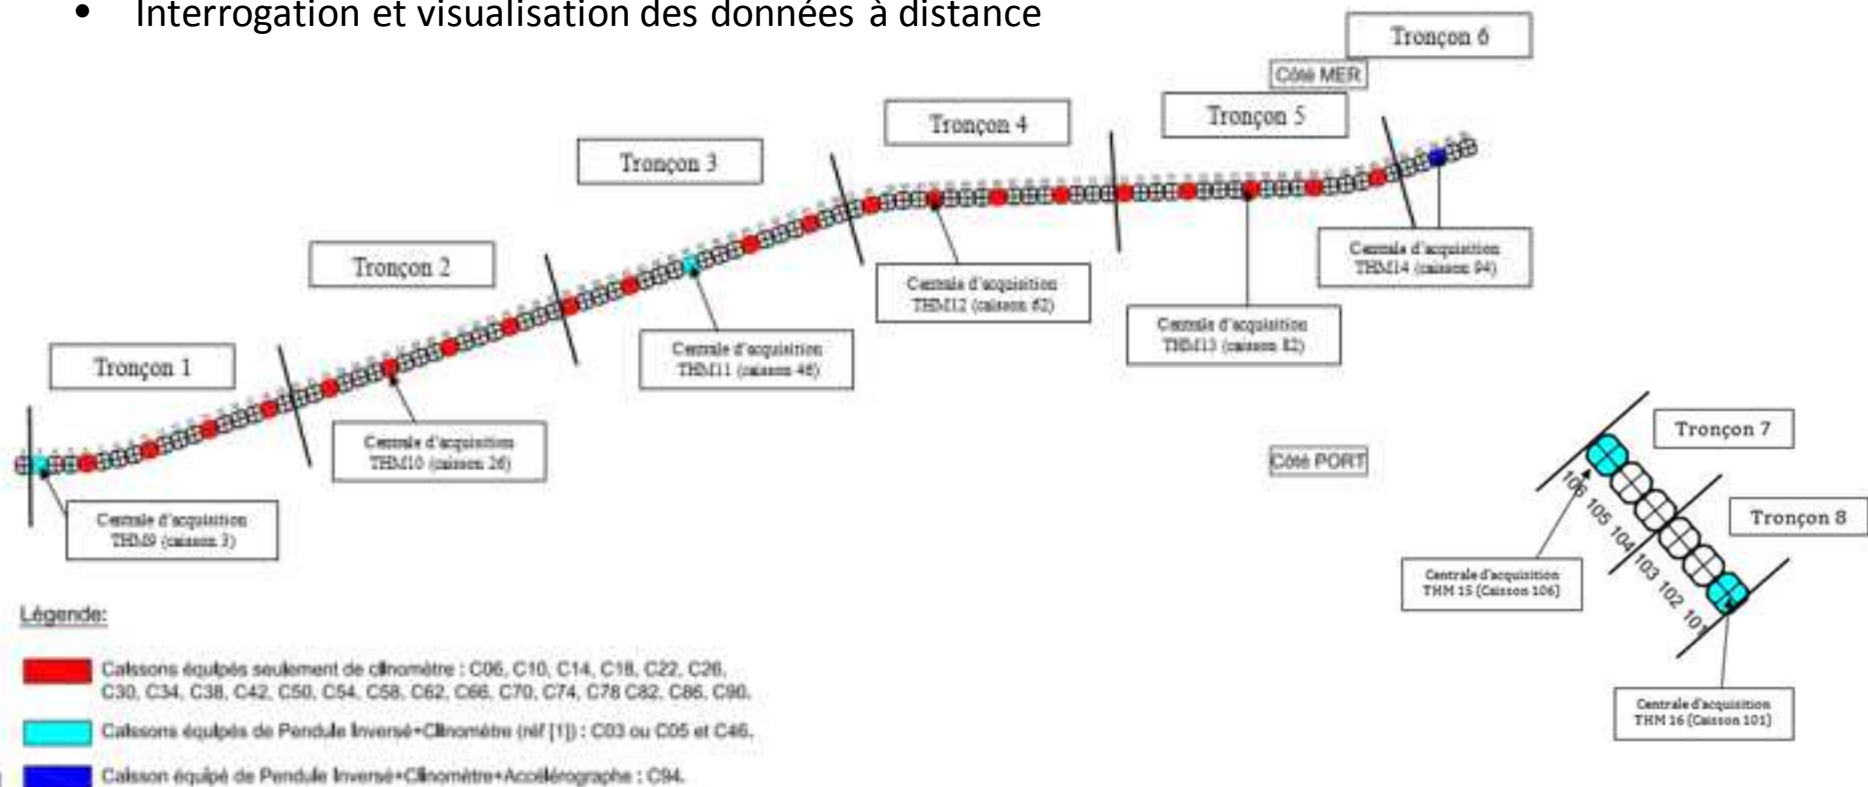 • Interrogation et visualisation des données à distance
Tronçon 6
Côté MER
Tronçon 5
Tronçon 4
Tronçon 3
Tronçon 2
Tronçon 1
Centrale d'acquisition
THM14 (caisson 94)
Centrale d'acquisition
THM12 (caisson 62)
Centrale d'acquisition
THM13 (caisson 82)
Centrale d'acquisition
THM11 (caisson 46)
Centrale d'acquisition
THM10 (caisson 26)
Centrale d'acquisition
THM9 (caisson 3)
Côté PORT
Tronçon 7
Tronçon 8
106 105 104 103 102 101
Centrale d'acquisition
THM 15 (Caisson 106)
Centrale d'acquisition
THM 16 (Caisson 101)
Légende:
Caissons équipés seulement de clinomètre : C06, C10, C14, C18, C22, C26,
C30, C34, C38, C42, C50, C54, C58, C62, C66, C70, C74, C78 C82, C86, C90.
Caissons équipés de Pendule Inversé+Clinomètre (réf [1]) : C03 ou C05 et C46.
Caisson équipé de Pendule Inversé+Clinomètre+Accélérographe : C94.